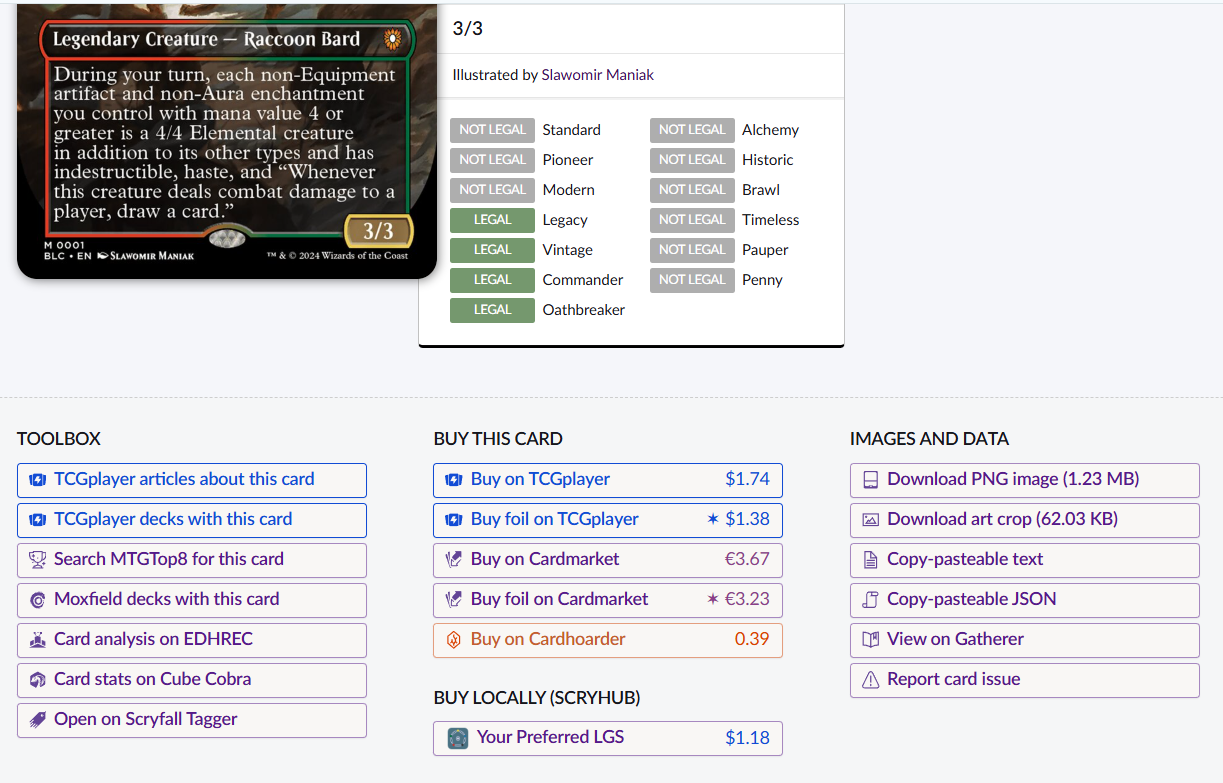 Legendary Creature — Raccoon Bard
During your turn, each non-Equipment
artifact and non-Aura enchantment
you control with mana value 4 or
greater is a 4/4 Elemental creature
in addition to its other types and has
indestructible, haste, and “Whenever
this creature deals combat damage to a
player, draw a card.”
3/3
M 0001
BLC • EN SLAWOMIR MANIAK
™ & © 2024 Wizards of the Coast
3/3
Illustrated by Slawomir Maniak
NOT LEGAL Standard NOT LEGAL Alchemy
NOT LEGAL Pioneer NOT LEGAL Historic
NOT LEGAL Modern NOT LEGAL Brawl
LEGAL Legacy NOT LEGAL Timeless
LEGAL Vintage NOT LEGAL Pauper
LEGAL Commander NOT LEGAL Penny
LEGAL Oathbreaker
TOOLBOX
TCGplayer articles about this card
TCGplayer decks with this card
Search MTGTop8 for this card
Moxfield decks with this card
Card analysis on EDHREC
Card stats on Cube Cobra
Open on Scryfall Tagger
BUY THIS CARD
Buy on TCGplayer $1.74
Buy foil on TCGplayer ✶ $1.38
Buy on Cardmarket €3.67
Buy foil on Cardmarket ✶ €3.23
Buy on Cardhoarder 0.39
BUY LOCALLY (SCRYHUB)
Your Preferred LGS $1.18
IMAGES AND DATA
Download PNG image (1.23 MB)
Download art crop (62.03 KB)
Copy-pasteable text
Copy-pasteable JSON
View on Gatherer
Report card issue